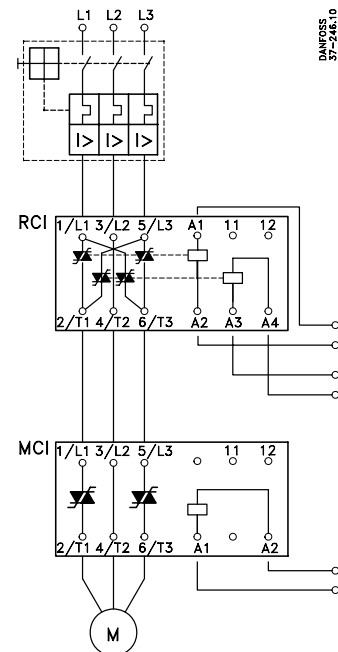 L1 L2 L3
DANFOSS
37-246.10
I> I> I>
RCI
1/L1 3/L2 5/L3 A1 11 12
2/T1 4/T2 6/T3 A2 A3 A4
MCI
1/L1 3/L2 5/L3 11 12
2/T1 4/T2 6/T3 A1 A2
M